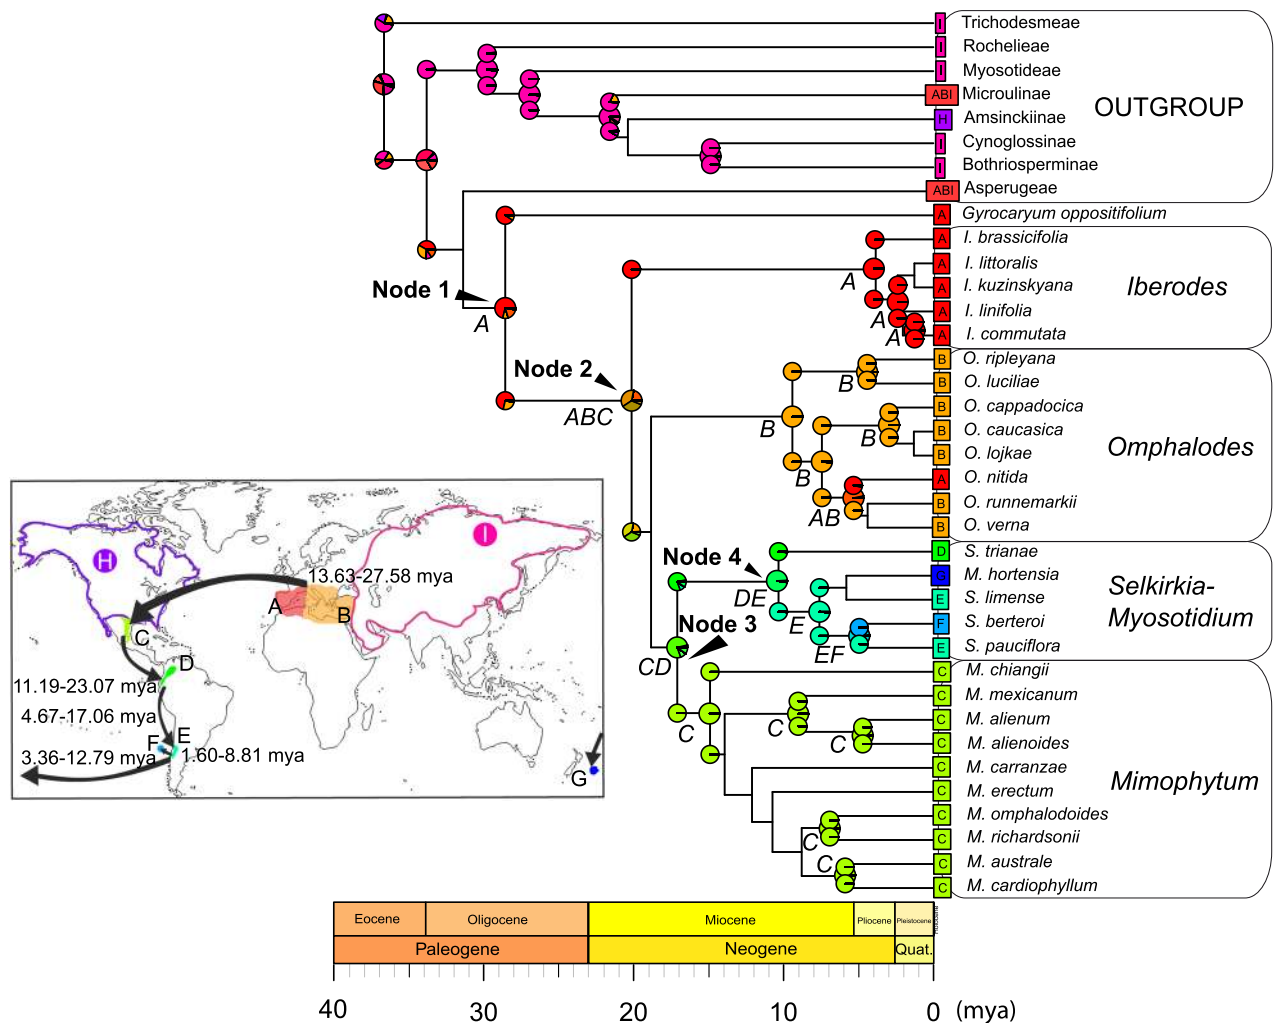 I Trichodesmeae
I Rochelieae
I Myosotideae
ABI Microulinae
OUTGROUP
H Amsinckiinae
I Cynoglossinae
I Bothriosperminae
ABI Asperugeae
A Gyrocaryum oppositifolium
A I. brassicifolia
A I. littoralis
A I. kuzinskyana
Iberodes
A I. linifolia
A I. commutata
Node 1
A
A
A
A
Node 2
ABC
B O. ripleyana
B O. luciliae
B O. cappadocica
B O. caucasica
Omphalodes
B O. lojkae
A O. nitida
B O. runnemarkii
B O. verna
B
B
B
B
AB
D S. trianae
G M. hortensia
E S. limense
Selkirkia-
Myosotidium
F S. berteroi
E S. pauciflora
Node 4
DE
E
EF
Node 3
CD
C M. chiangii
C M. mexicanum
C M. alienum
C M. alienoides
C M. carranzae
Mimophytum
C M. erectum
C M. omphalodoides
C M. richardsonii
C M. australe
C M. cardiophyllum
C
C
C
C
C
H
I
13.63-27.58 mya
A
B
C
D
11.19-23.07 mya
4.67-17.06 mya
F
E
3.36-12.79 mya
1.60-8.81 mya
G
Eocene Oligocene Miocene Pliocene Pleistocene Holocene
Paleogene Neogene Quat.
40 30 20 10 0 (mya)